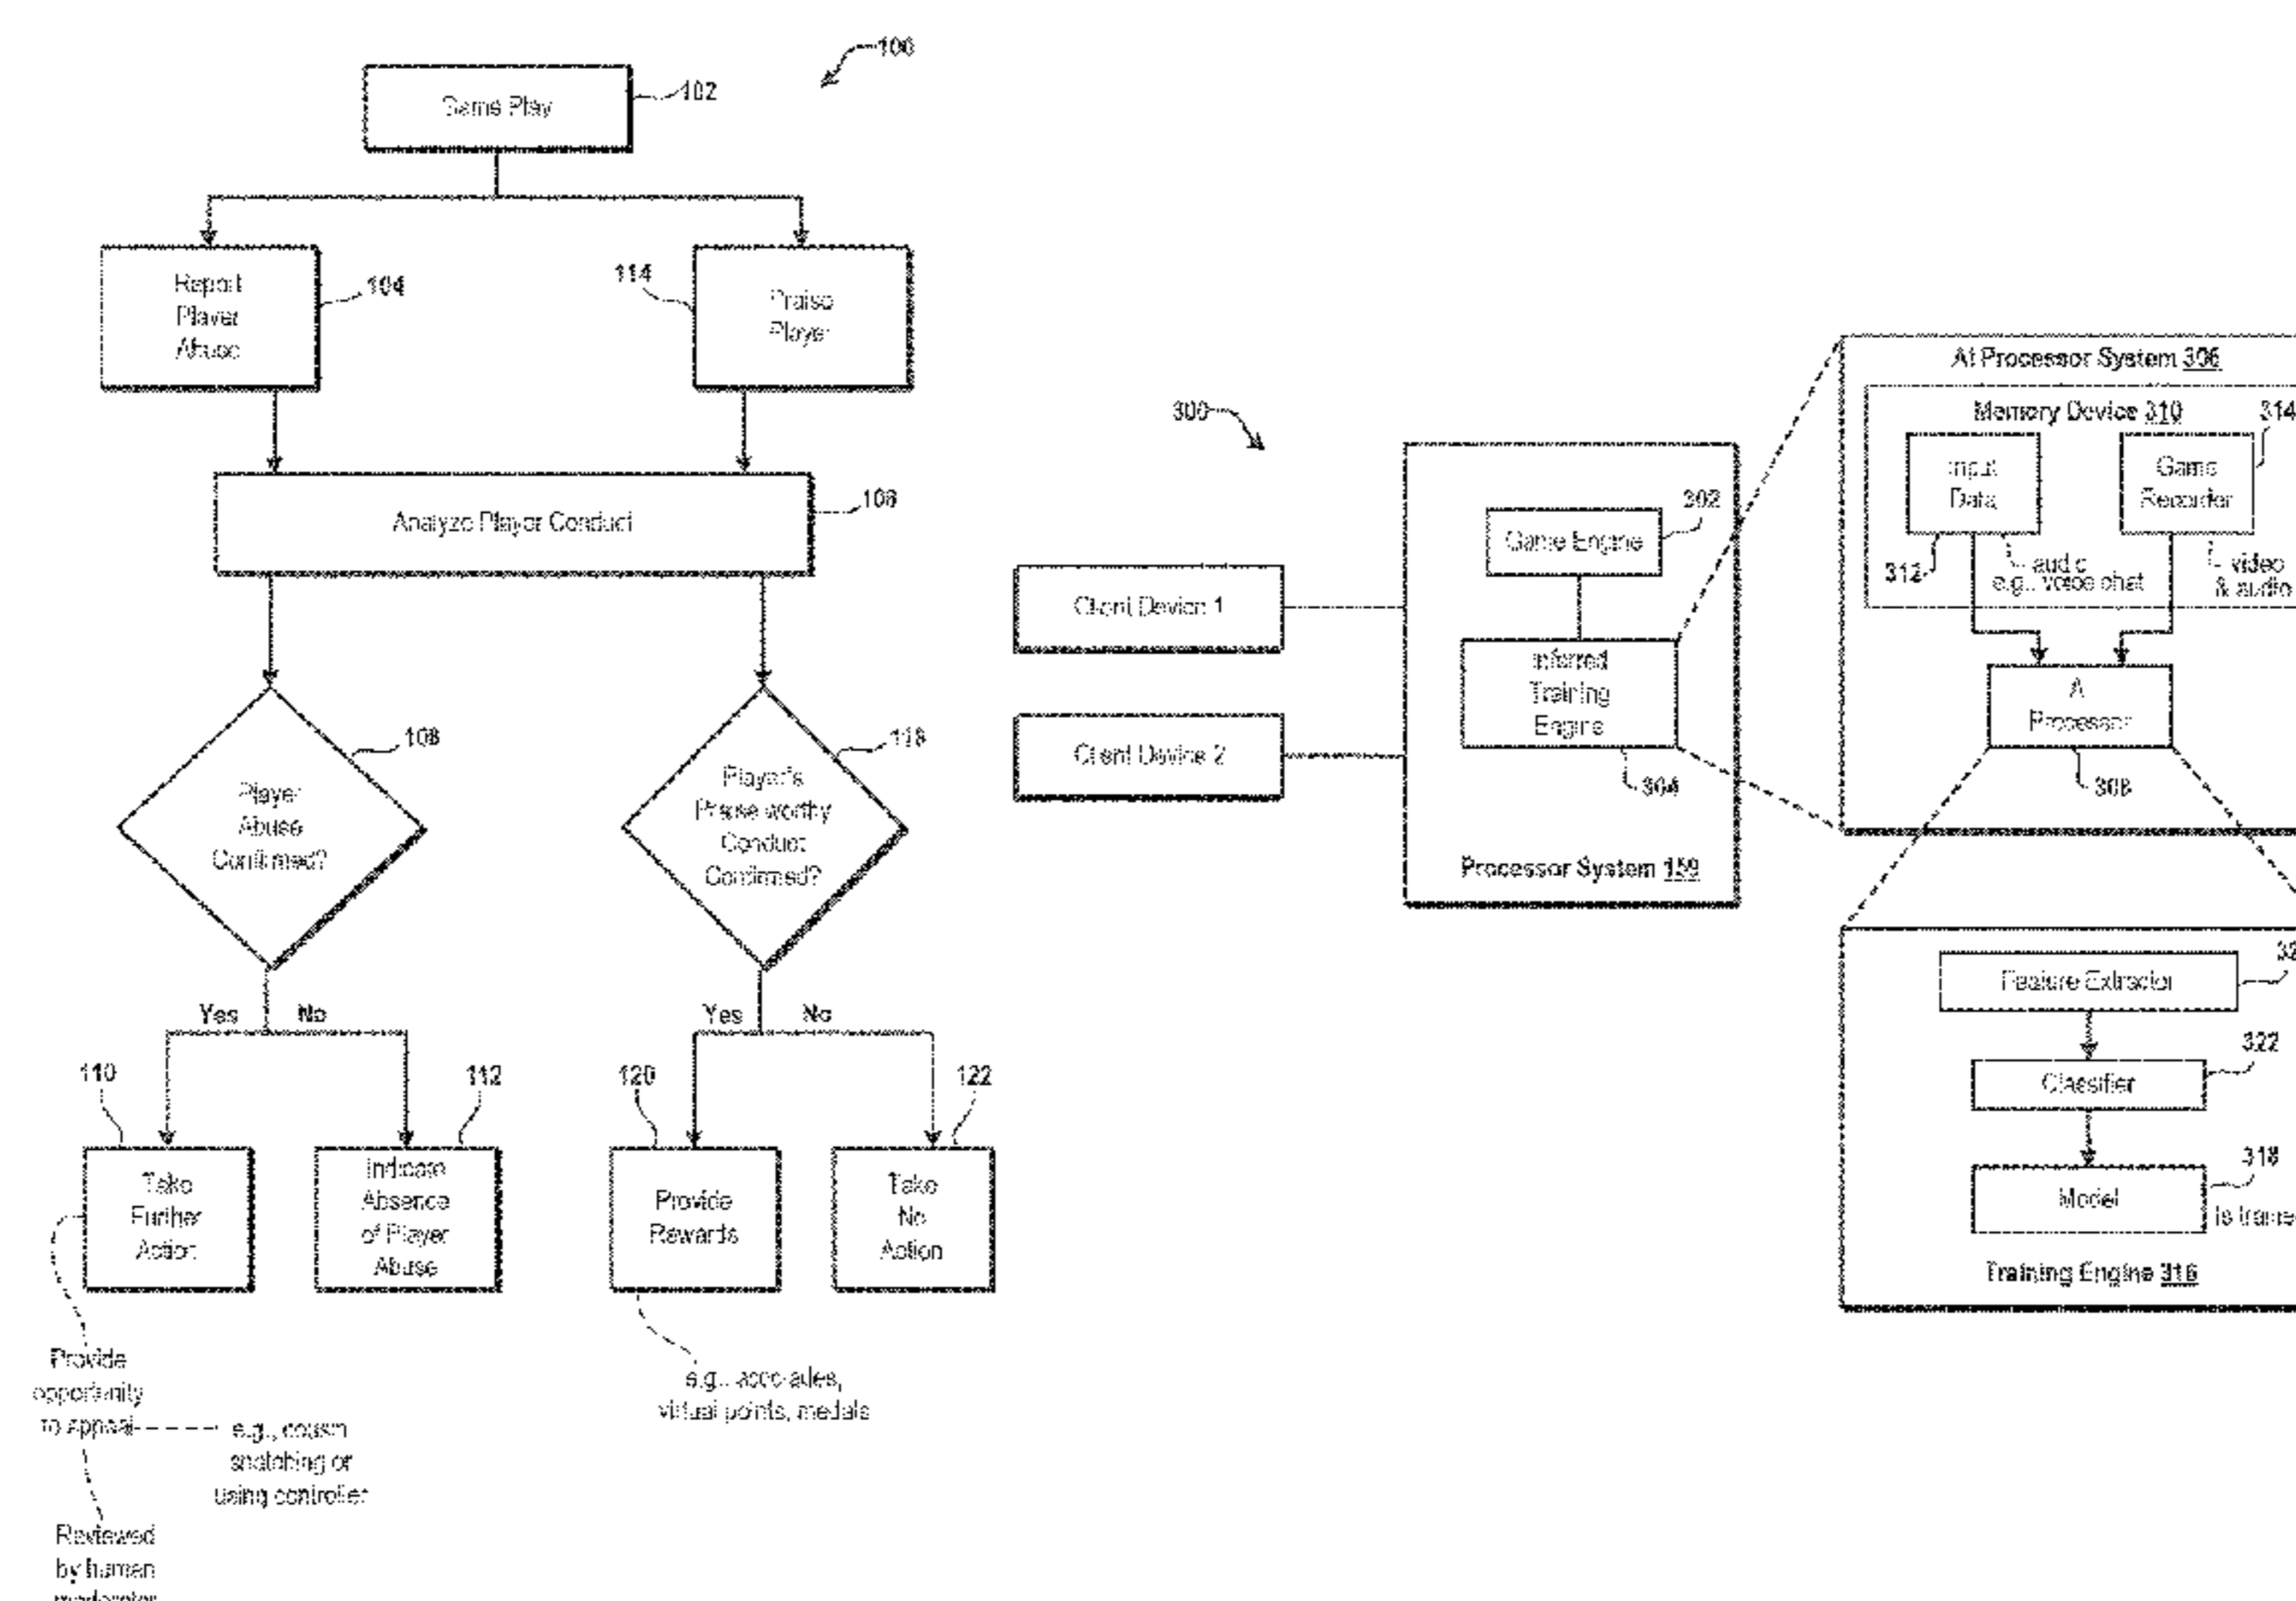 100
Game Play
102
Report
Player
Abuse
104
114
Praise
Player
Analyze Player Conduct
106
Player
Abuse
Confirmed?
108
Player's
Praise worthy
Conduct
Confirmed?
118
Yes
No
Yes
No
110
112
120
122
Take
Further
Action
Indicate
Absence
of Player
Abuse
Provide
Rewards
Take
No
Action
Provide
opportunity
to appeal
e.g., cousin
snatching or
using controller
Reviewed
by human
moderator
e.g., accolades,
virtual points, medals
300
Client Device 1
Client Device 2
302
Game Engine
Inferred
Training
Engine
304
Processor System 159
AI Processor System 306
Memory Device 310
314
Input
Data
Game
Recorder
312
audio
e.g., voice chat
video
& audio
Processor
308
Feature Extractor
322
Classifier
318
Model
Training Engine 316